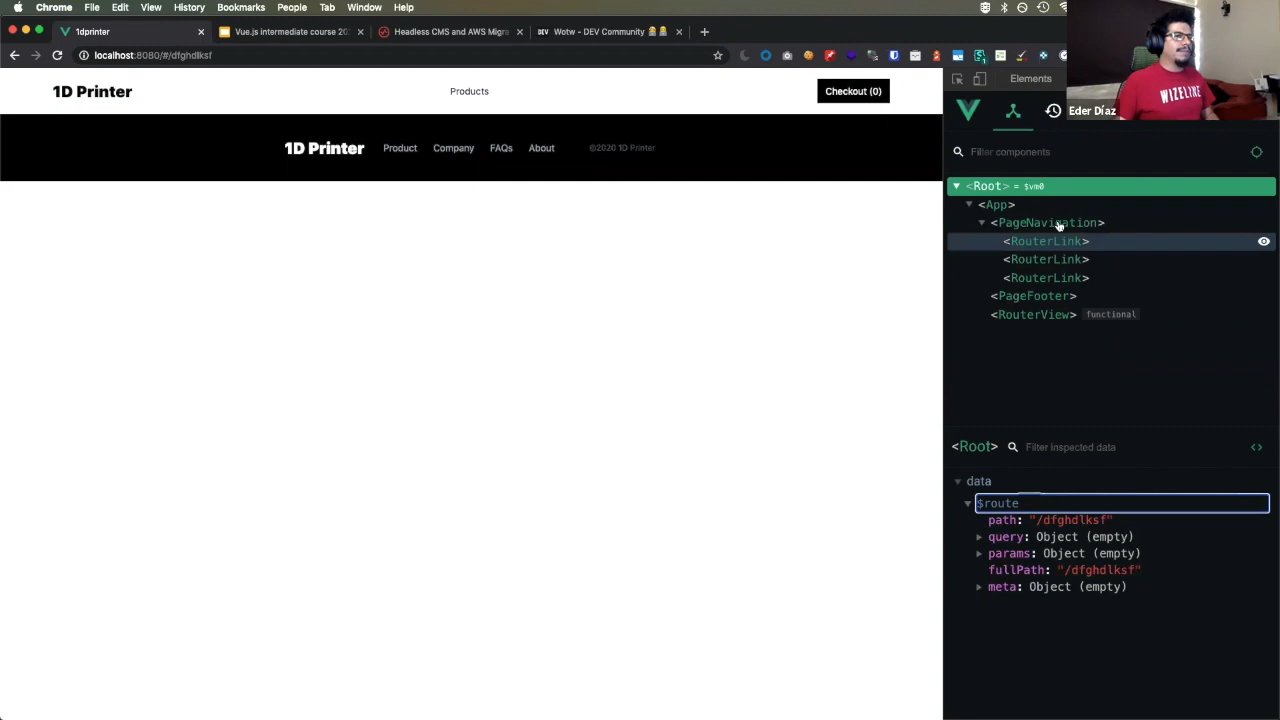 Chrome File Edit View History Bookmarks People Tab Window Help
1dprinter
Vue.js intermediate course 202
Headless CMS and AWS Migra
DEV Wotw - DEV Community
localhost:8080/#/dfghdlksf
1D Printer
Products
Checkout (0)
1D Printer Product Company FAQs About ©2020 1D Printer
Elements
WIZELINE
Eder Díaz
Filter components
<Root> = $vm0
<App>
<PageNavigation>
<RouterLink>
<RouterLink>
<RouterLink>
<PageFooter>
<RouterView> functional
<Root> Filter inspected data
data
$route
path: "/dfghdlksf"
query: Object (empty)
params: Object (empty)
fullPath: "/dfghdlksf"
meta: Object (empty)